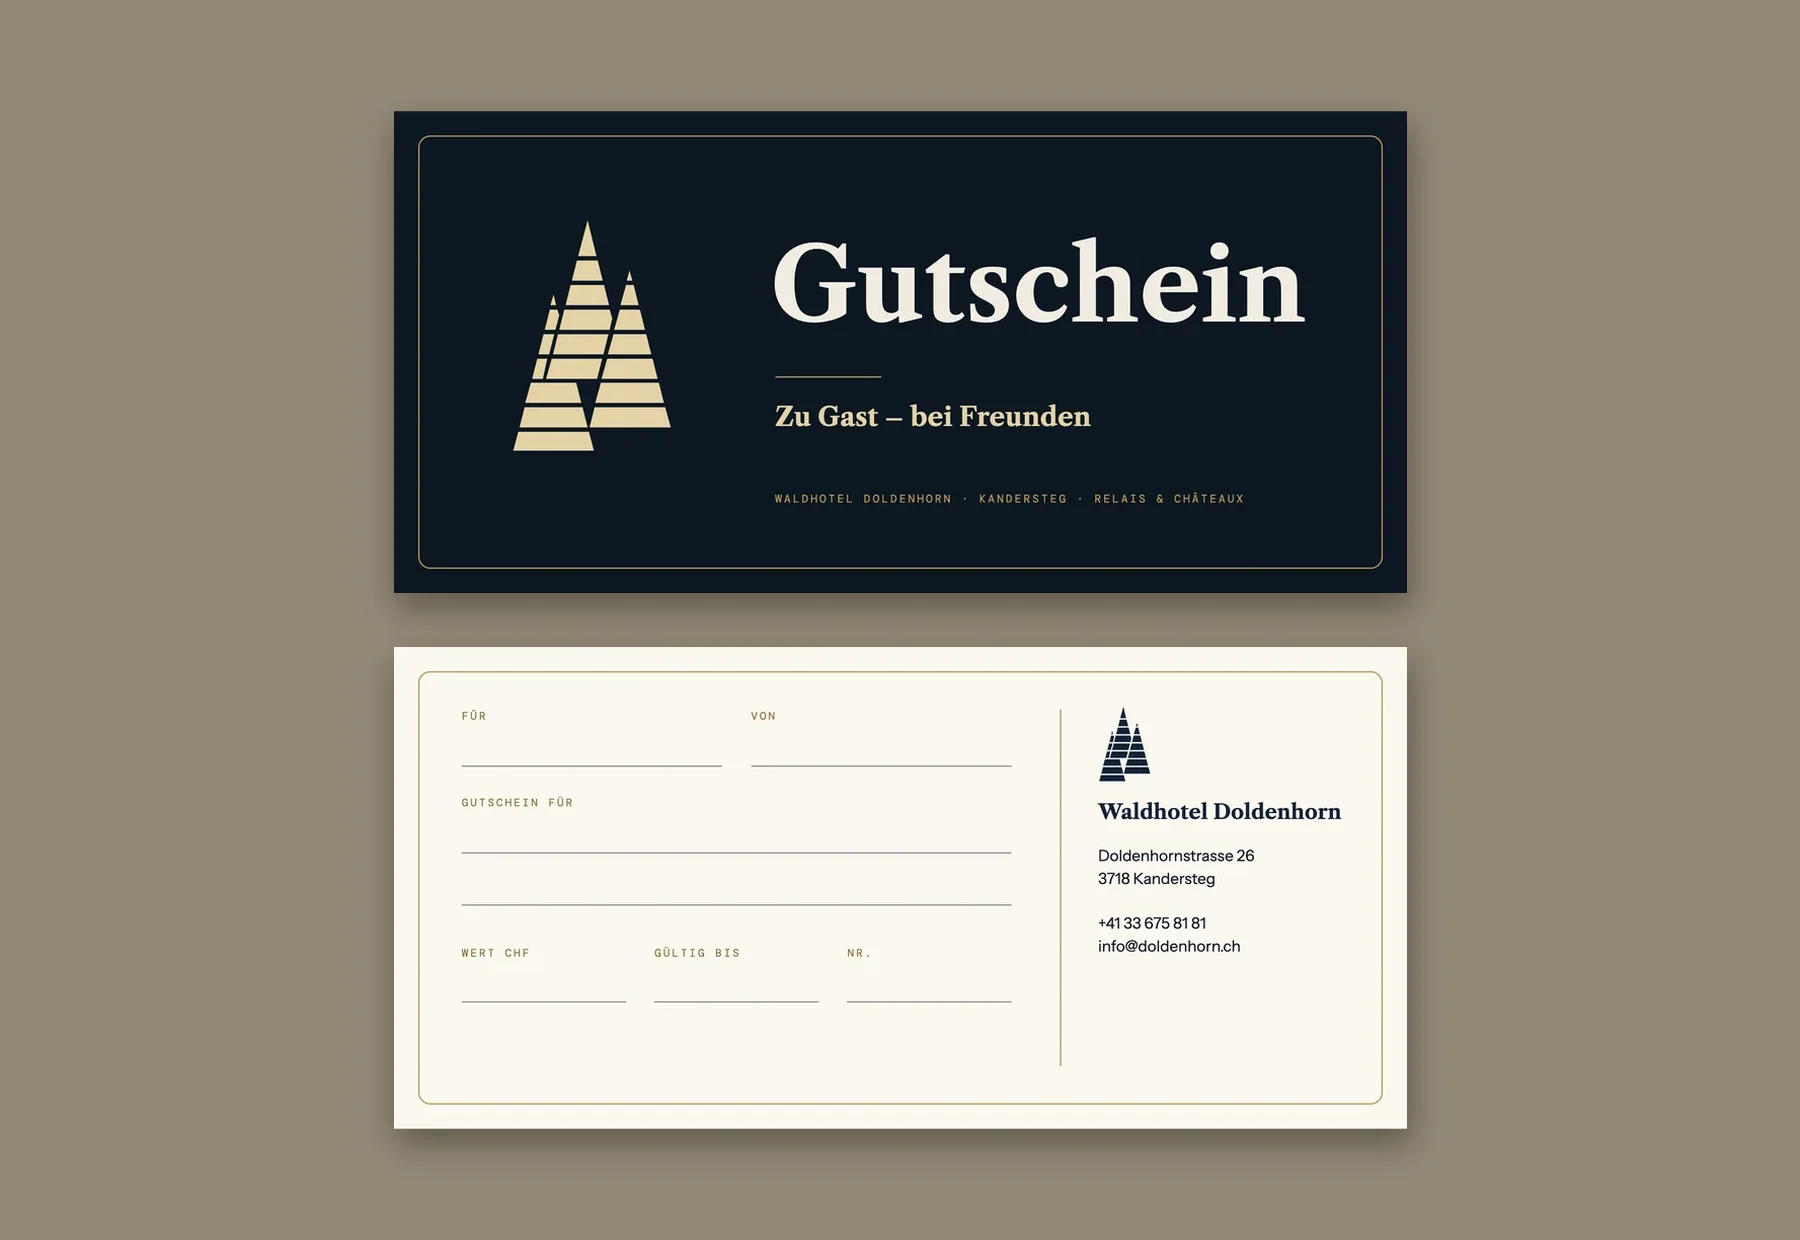 Gutschein
Zu Gast – bei Freunden
WALDHOTEL DOLDENHORN · KANDERSTEG · RELAIS & CHÂTEAUX
FÜR
VON
GUTSCHEIN FÜR
WERT CHF
GÜLTIG BIS
NR.
Waldhotel Doldenhorn
Doldenhornstrasse 26
3718 Kandersteg
+41 33 675 81 81
info@doldenhorn.ch